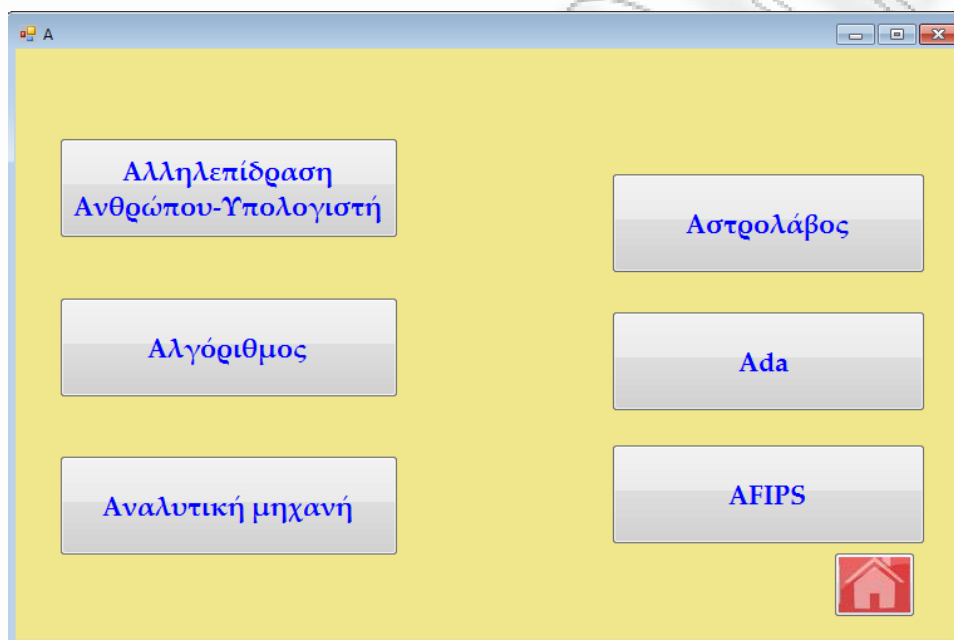 A
Αλληλεπίδραση
Ανθρώπου-Υπολογιστή
Αλγόριθμος
Αναλυτική μηχανή
Αστρολάβος
Ada
AFIPS